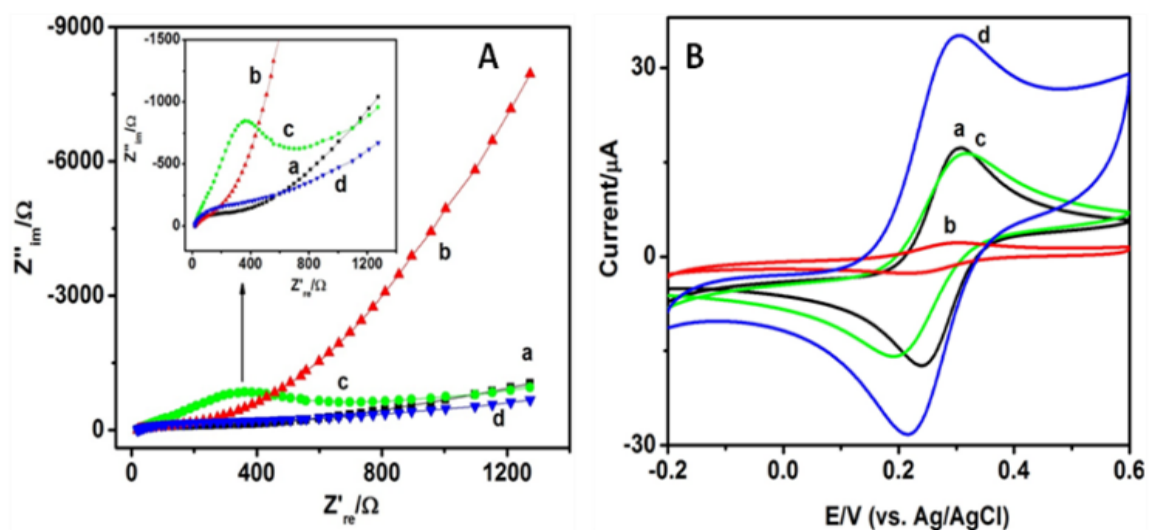 A
-9000
-6000
-3000
0
Z''im/Ω
0
400
800
1200
Z're/Ω
b
a
c
d
-1500
-1000
-500
0
Z''im/Ω
0
400
800
1200
Z're/Ω
b
c
a
d
B
30
0
-30
Current/μA
-0.2
0.0
0.2
0.4
0.6
E/V (vs. Ag/AgCl)
d
a
c
b